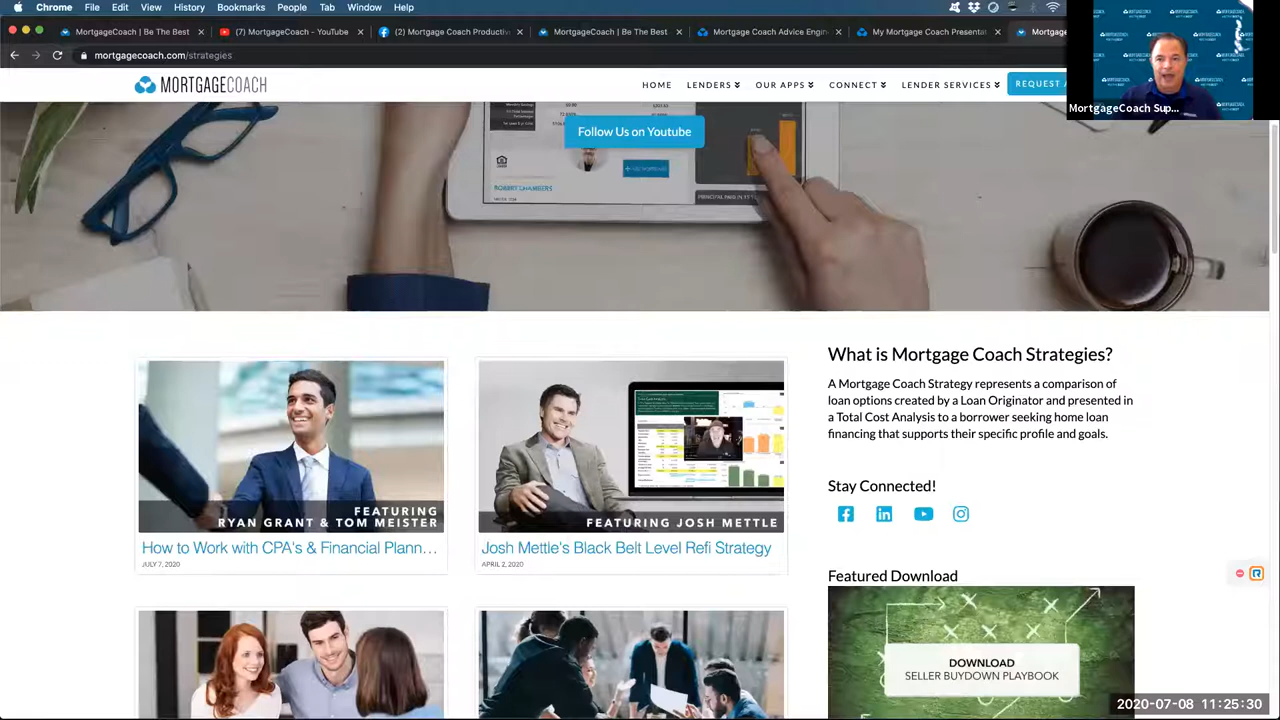 Chrome File Edit View History Bookmarks People Tab Window Help
MortgageCoach | Be The Best
(7) MortgageCoach - YouTube
(2) Mortgage Coach Productiv
MortgageCoach | Be The Best
Mortgage Coach Advice Engin
My Mortgage Coach Presentat
Mortgag
mortgagecoach.com/strategies
MORTGAGECOACH
HOME LENDERS OUR APPS CONNECT LENDER SERVICES REQUEST A
MortgageCoach Sup...
Follow Us on Youtube
ROBERT CHAMBERS
PRINCIPAL PAID IN
FEATURING
RYAN GRANT & TOM MEISTER
How to Work with CPA's & Financial Plann...
JULY 7, 2020
FEATURING JOSH METTLE
Josh Mettle's Black Belt Level Refi Strategy
APRIL 2, 2020
What is Mortgage Coach Strategies?
A Mortgage Coach Strategy represents a comparison of
loan options created by a Loan Originator and presented in
a Total Cost Analysis to a borrower seeking home loan
financing that supports their specific profile and goals.
Stay Connected!
Featured Download
DOWNLOAD
SELLER BUYDOWN PLAYBOOK
2020-07-08 11:25:30